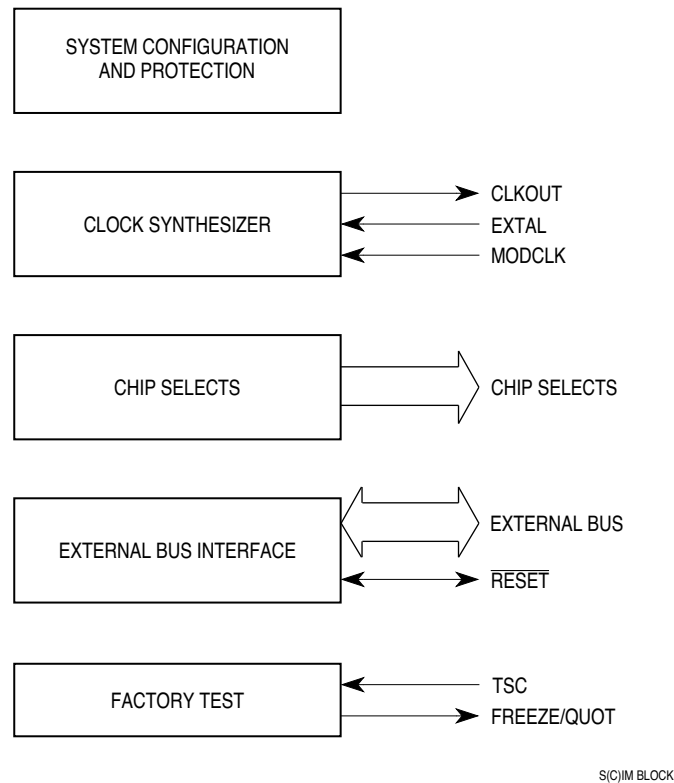 SYSTEM CONFIGURATION
AND PROTECTION
CLOCK SYNTHESIZER
CLKOUT
EXTAL
MODCLK
CHIP SELECTS
CHIP SELECTS
EXTERNAL BUS INTERFACE
EXTERNAL BUS
RESET
FACTORY TEST
TSC
FREEZE/QUOT
S(C)IM BLOCK